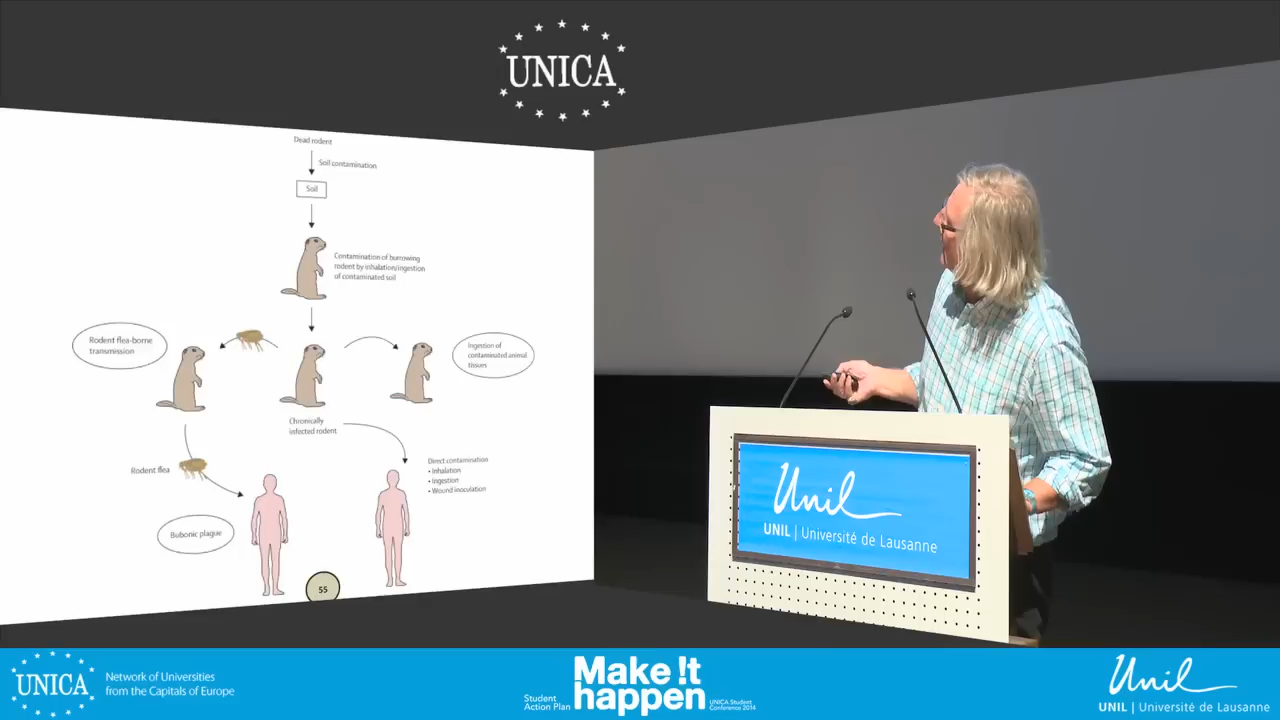 UNICA
Dead rodent
Soil contamination
Soil
Contamination of burrowing
rodent by inhalation/ingestion
of contaminated soil
Rodent flea-borne
transmission
Ingestion of
contaminated animal
tissues
Chronically
infected rodent
Rodent flea
Direct contamination
• Inhalation
• Ingestion
• Wound inoculation
Bubonic plague
55
Unil
UNIL | Université de Lausanne
UNICA
Network of Universities
from the Capitals of Europe
Student
Action Plan
Make !t
happen
UNICA Student
Conference 2014
Unil
UNIL | Université de Lausanne